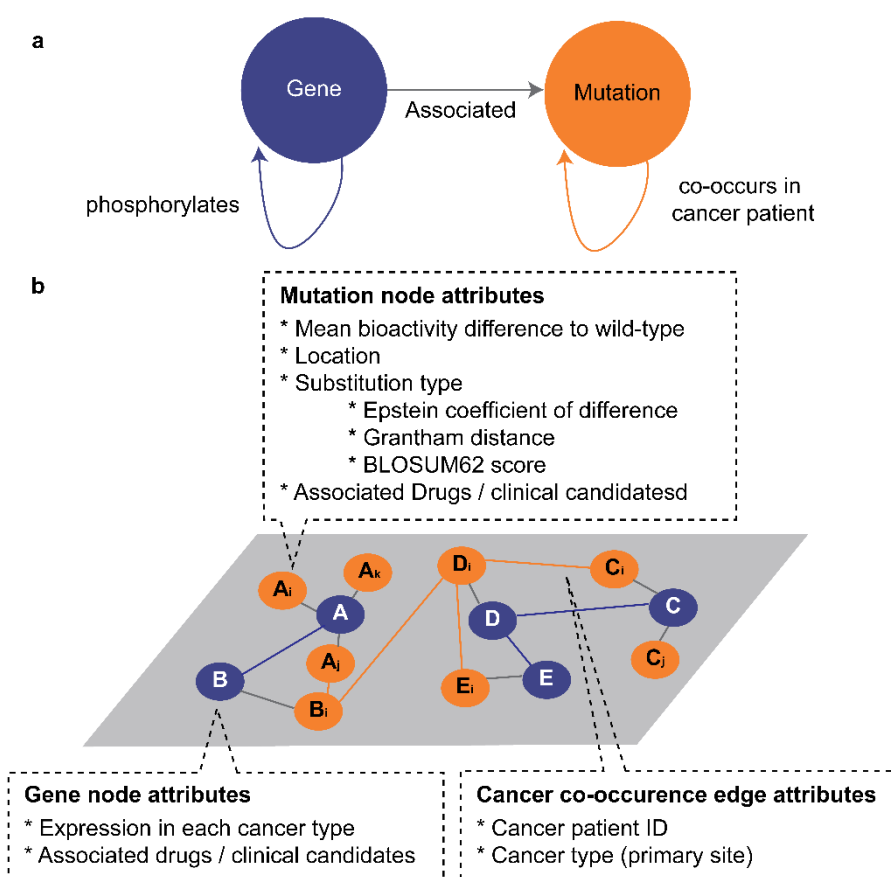 a
Gene
Mutation
Associated
phosphorylates
co-occurs in
cancer patient
b
Mutation node attributes
* Mean bioactivity difference to wild-type
* Location
* Substitution type
* Epstein coefficient of difference
* Grantham distance
* BLOSUM62 score
* Associated Drugs / clinical candidatesd
Ai
Ak
A
Aj
B
Bi
Di
D
Ei
E
Ci
C
Cj
Gene node attributes
* Expression in each cancer type
* Associated drugs / clinical candidates
Cancer co-occurence edge attributes
* Cancer patient ID
* Cancer type (primary site)